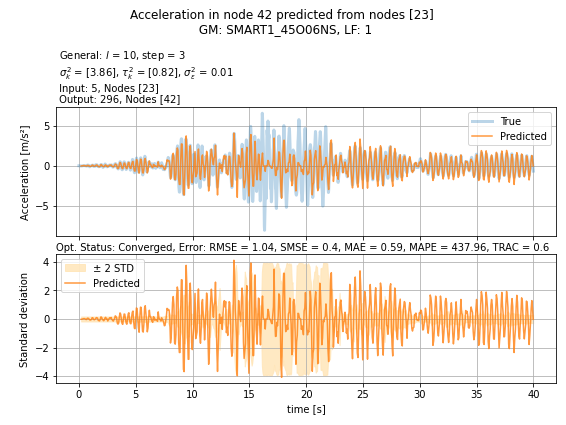 Acceleration in node 42 predicted from nodes [23]
GM: SMART1_45O06NS, LF: 1
General: l = 10, step = 3
σ²ₖ = [3.86], τ²ₖ = [0.82], σ²ε = 0.01
Input: 5, Nodes [23]
Output: 296, Nodes [42]
Acceleration [m/s²]
5
0
−5
True
Predicted
Opt. Status: Converged, Error: RMSE = 1.04, SMSE = 0.4, MAE = 0.59, MAPE = 437.96, TRAC = 0.6
Standard deviation
4
2
0
−2
−4
± 2 STD
Predicted
0 5 10 15 20 25 30 35 40
time [s]